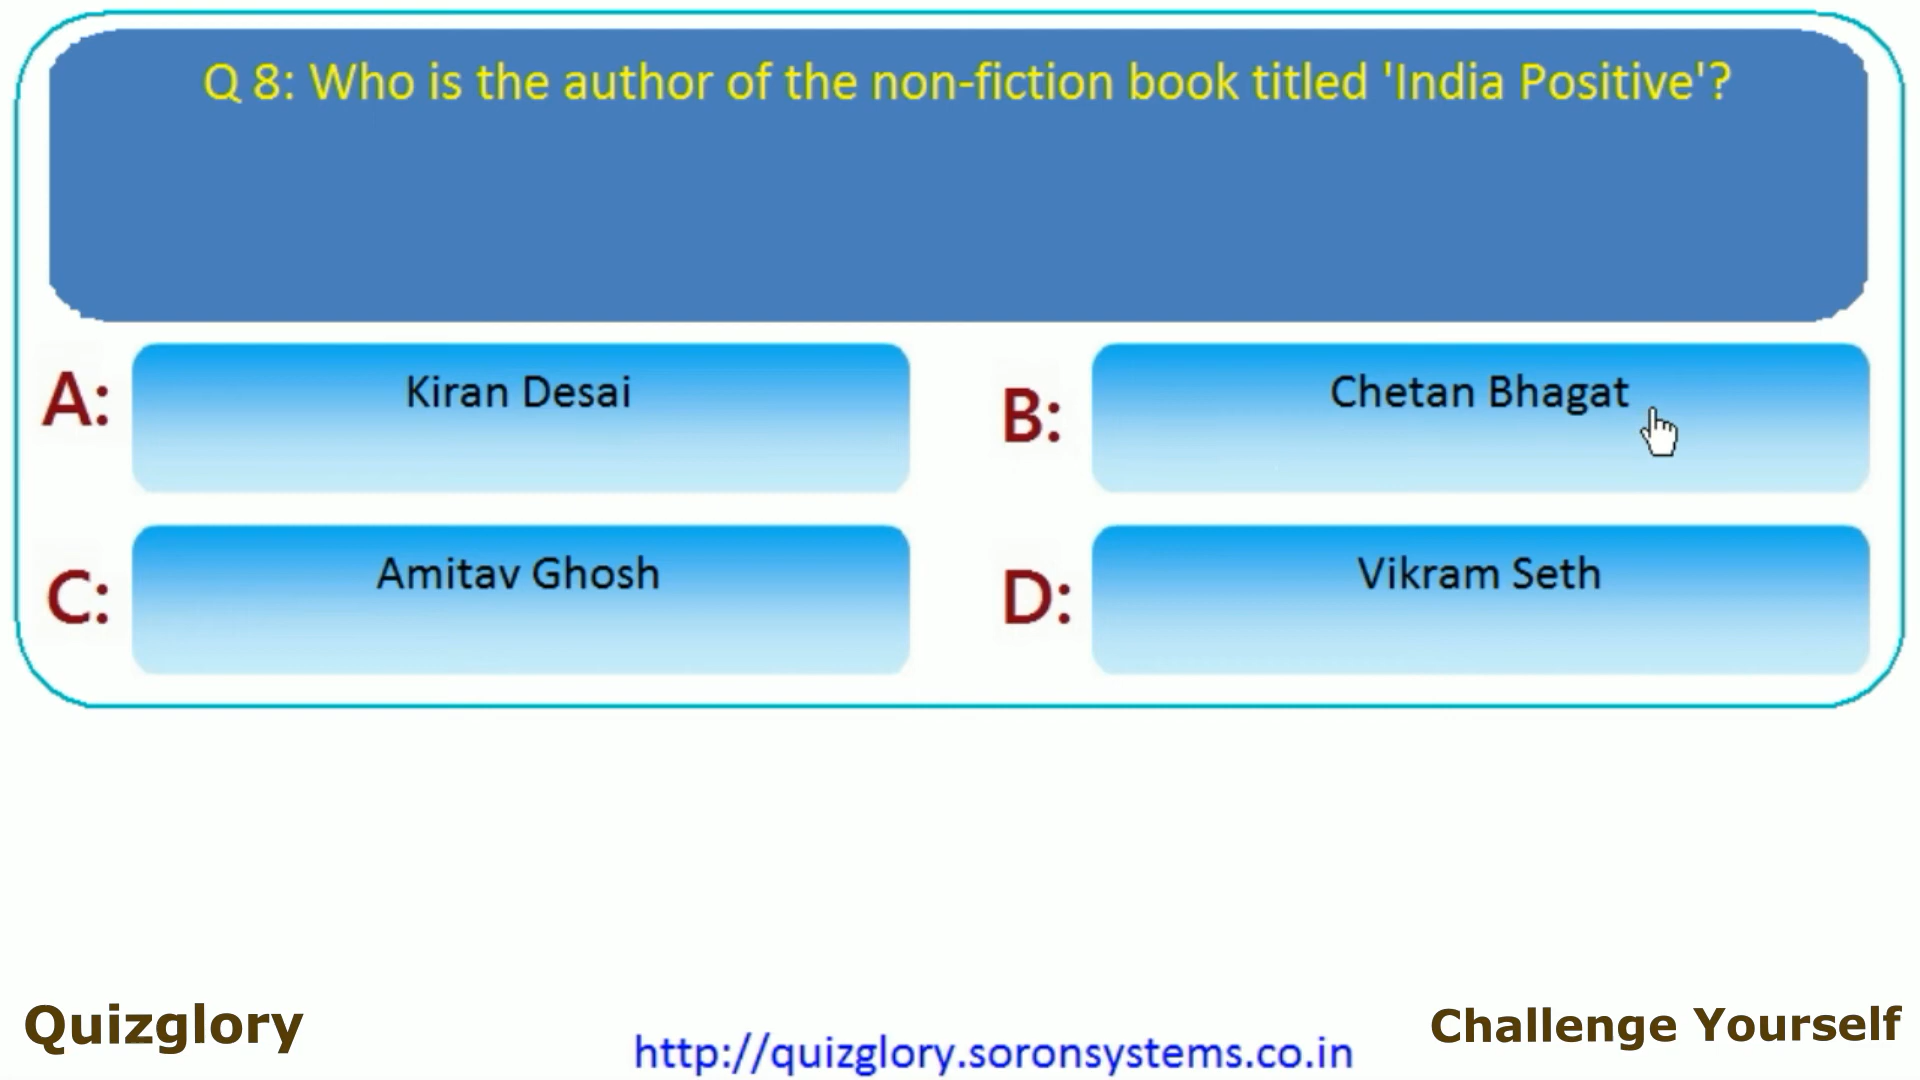 Q 8: Who is the author of the non-fiction book titled 'India Positive'?
A: Kiran Desai
B: Chetan Bhagat
C: Amitav Ghosh
D: Vikram Seth
Quizglory
http://quizglory.soronsystems.co.in
Challenge Yourself